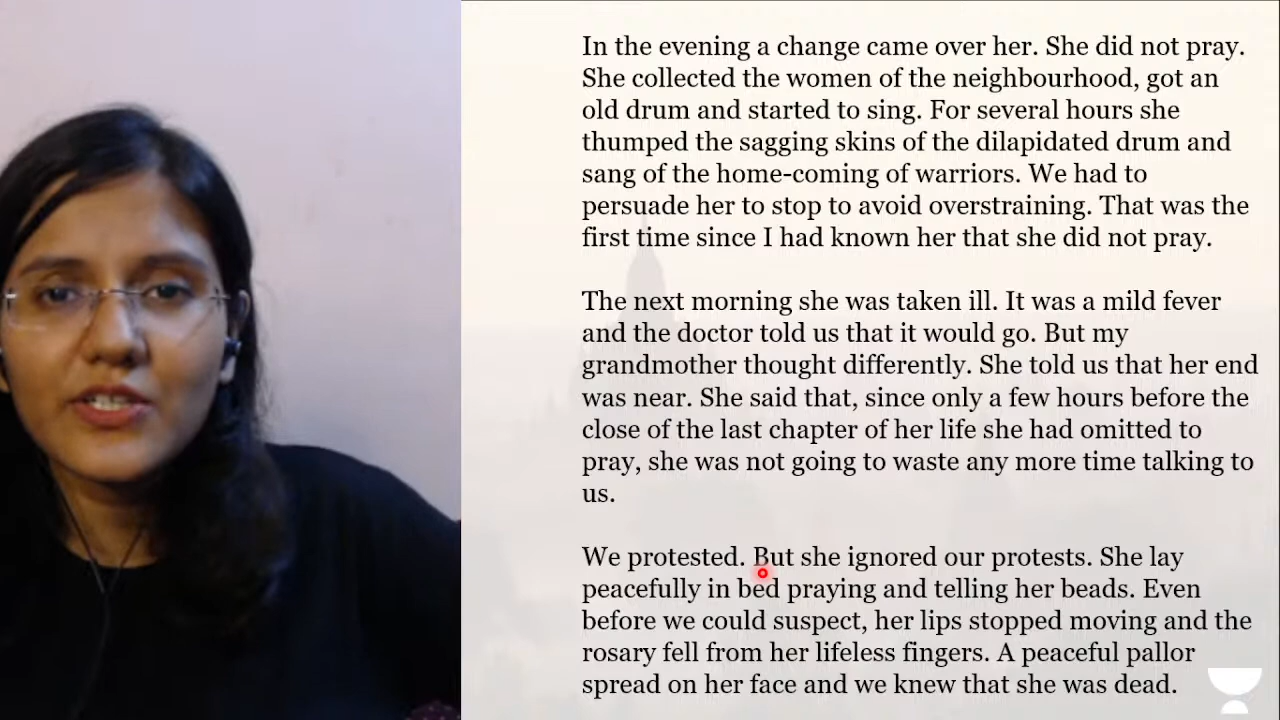 In the evening a change came over her. She did not pray.
She collected the women of the neighbourhood, got an
old drum and started to sing. For several hours she
thumped the sagging skins of the dilapidated drum and
sang of the home-coming of warriors. We had to
persuade her to stop to avoid overstraining. That was the
first time since I had known her that she did not pray.
The next morning she was taken ill. It was a mild fever
and the doctor told us that it would go. But my
grandmother thought differently. She told us that her end
was near. She said that, since only a few hours before the
close of the last chapter of her life she had omitted to
pray, she was not going to waste any more time talking to
us.
We protested. But she ignored our protests. She lay
peacefully in bed praying and telling her beads. Even
before we could suspect, her lips stopped moving and the
rosary fell from her lifeless fingers. A peaceful pallor
spread on her face and we knew that she was dead.